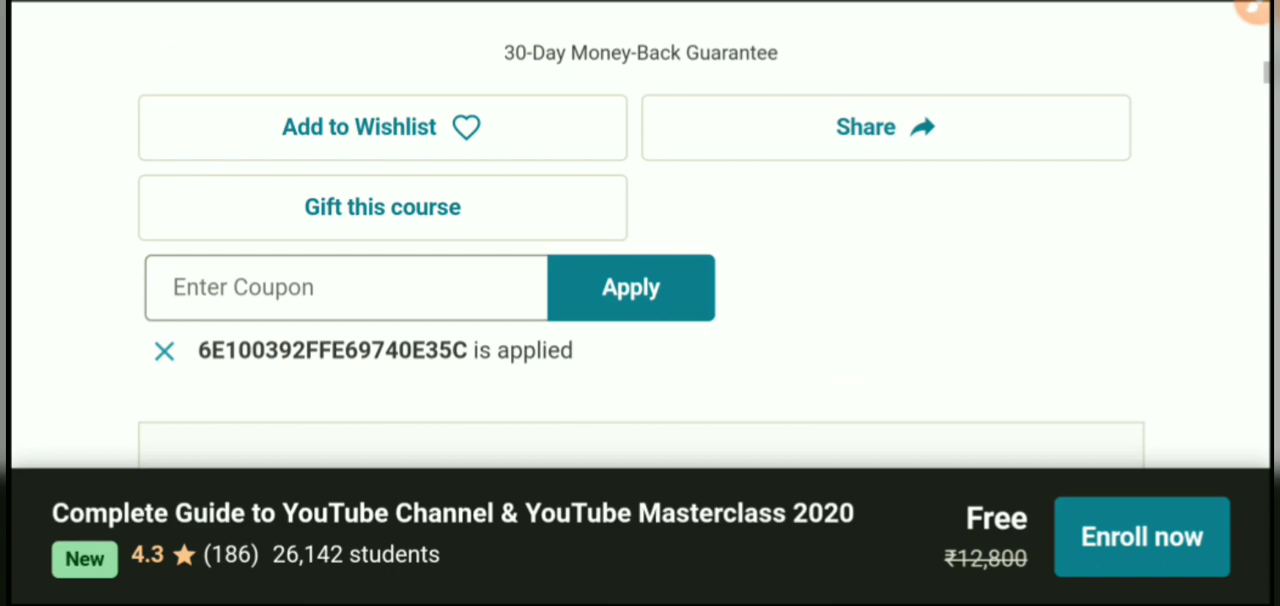 30-Day Money-Back Guarantee
Add to Wishlist
Share
Gift this course
Enter Coupon
Apply
6E100392FFE69740E35C is applied
Complete Guide to YouTube Channel & YouTube Masterclass 2020
New 4.3 (186) 26,142 students
Free
₹12,800
Enroll now